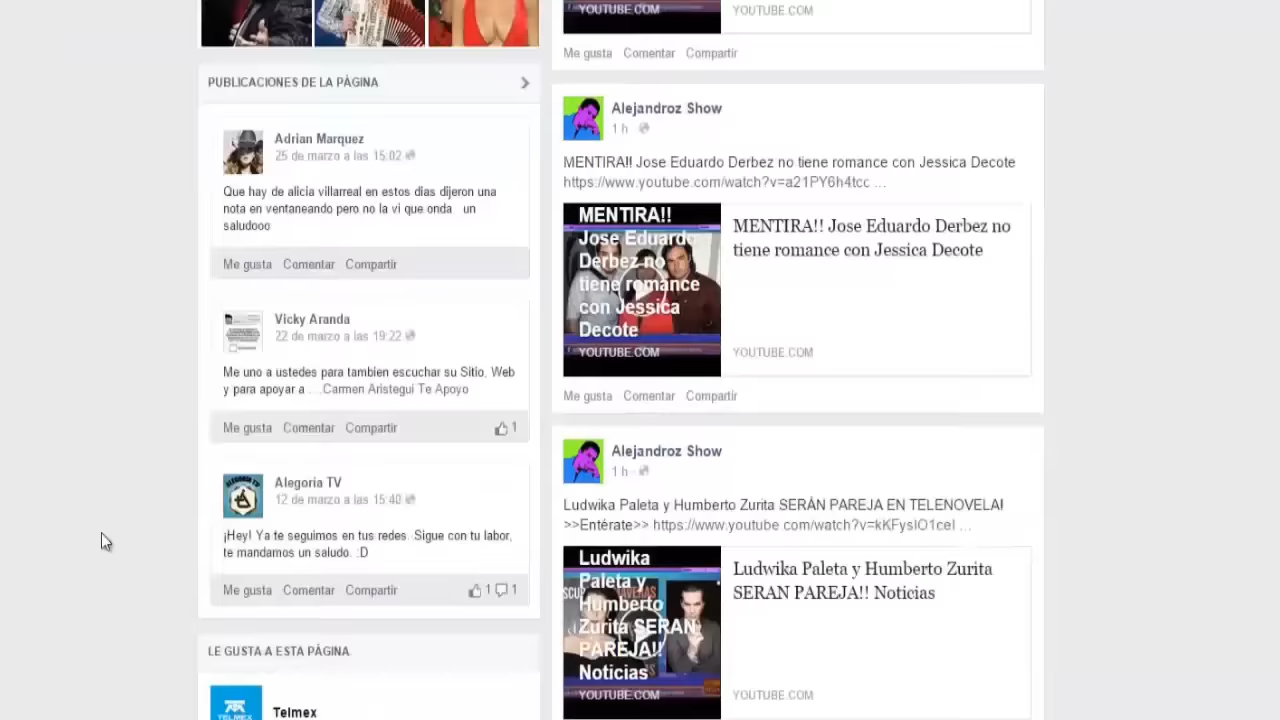 PUBLICACIONES DE LA PÁGINA
Adrian Marquez
25 de marzo a las 15:02
Que hay de alicia villarreal en estos días dijeron una
nota en ventaneando pero no la vi que onda un
saludooo
Me gusta Comentar Compartir
Vicky Aranda
22 de marzo a las 19:22
Me uno a ustedes para tambien escuchar su Sitio, Web
y para apoyar a ....Carmen Aristegui Te Apoyo
Me gusta Comentar Compartir 1
Alegoria TV
12 de marzo a las 15:40
¡Hey! Ya te seguimos en tus redes. Sigue con tu labor,
te mandamos un saludo. :D
Me gusta Comentar Compartir 1 1
LE GUSTA A ESTA PÁGINA
TELMEX
Telmex
YOUTUBE.COM
YOUTUBE.COM
Me gusta Comentar Compartir
Alejandroz Show
1 h
MENTIRA!! Jose Eduardo Derbez no tiene romance con Jessica Decote
https://www.youtube.com/watch?v=a21PY6h4tcc ...
MENTIRA!!
Jose Eduardo
Derbez no
tiene romance
con Jessica
Decote
YOUTUBE.COM
MENTIRA!! Jose Eduardo Derbez no
tiene romance con Jessica Decote
YOUTUBE.COM
Me gusta Comentar Compartir
Alejandroz Show
1 h
Ludwika Paleta y Humberto Zurita SERÁN PAREJA EN TELENOVELA!
>>Entérate>> https://www.youtube.com/watch?v=kKFysIO1ceI ...
Ludwika
Paleta y
Humberto
Zurita SERAN
PAREJA!!
Noticias
YOUTUBE.COM
Ludwika Paleta y Humberto Zurita
SERAN PAREJA!! Noticias
YOUTUBE.COM